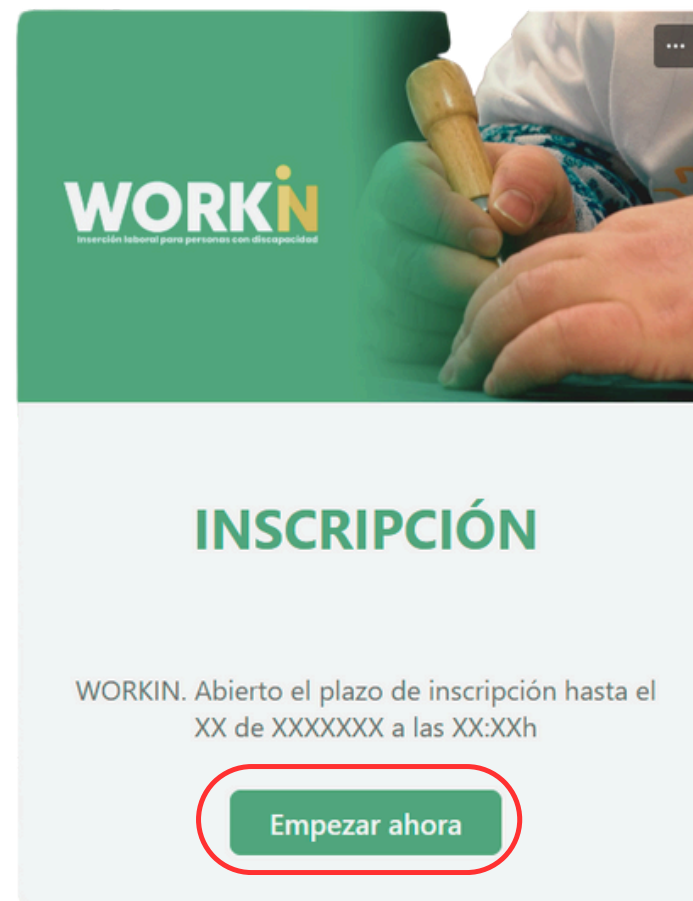 WORKIN
Inserción laboral para personas con discapacidad
INSCRIPCIÓN
WORKIN. Abierto el plazo de inscripción hasta el
XX de XXXXXXX a las XX:XXh
Empezar ahora